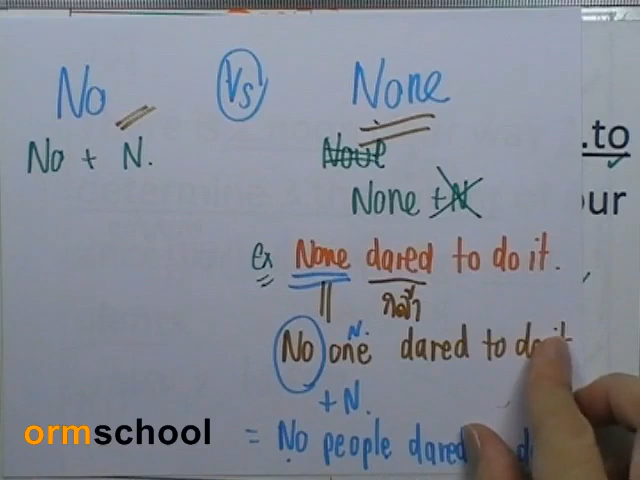 No Vs None
No + N. None
None + N
ex None dared to do it.
|| กล้า
N.
No one dared to do it
+ N.
= No people dared d
.to
our
ormschool